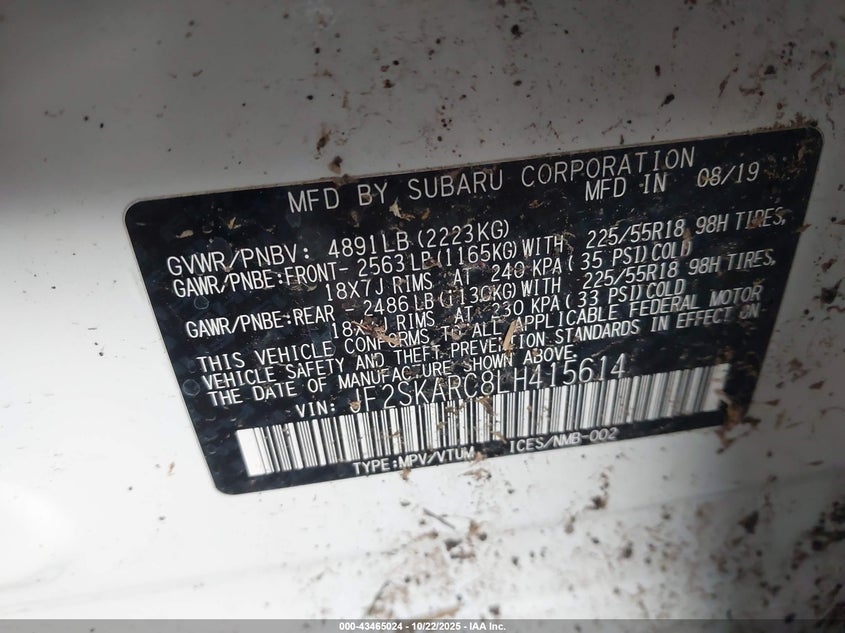 MFD BY SUBARU CORPORATION
MFD IN 08/19
GVWR/PNBV: 4891LB (2223KG)
GAWR/PNBE:FRONT- 2563LB (1165KG) WITH 225/55R18 98H TIRES,
18X7J RIMS AT 240 KPA (35 PSI) COLD
GAWR/PNBE:REAR - 2486LB (1130KG) WITH 225/55R18 98H TIRES,
18X7J RIMS AT 230 KPA (33 PSI) COLD
THIS VEHICLE CONFORMS TO ALL APPLICABLE FEDERAL MOTOR
VEHICLE SAFETY AND THEFT PREVENTION STANDARDS IN EFFECT ON
THE DATE OF MANUFACTURE SHOWN ABOVE.
VIN: JF2SKARC8LH415614
TYPE:MPV/VTUM ICES/NMB-002
000-43465024 - 10/22/2025 - IAA Inc.